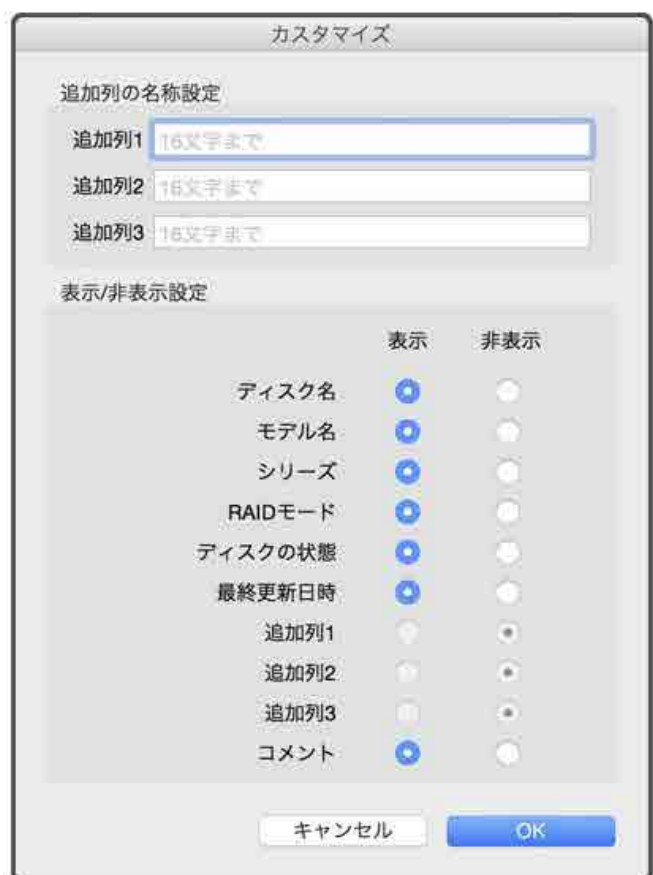 カスタマイズ
追加列の名称設定
追加列1 16文字まで
追加列2 16文字まで
追加列3 16文字まで
表示/非表示設定
表示 非表示
ディスク名
モデル名
シリーズ
RAIDモード
ディスクの状態
最終更新日時
追加列1
追加列2
追加列3
コメント
キャンセル OK